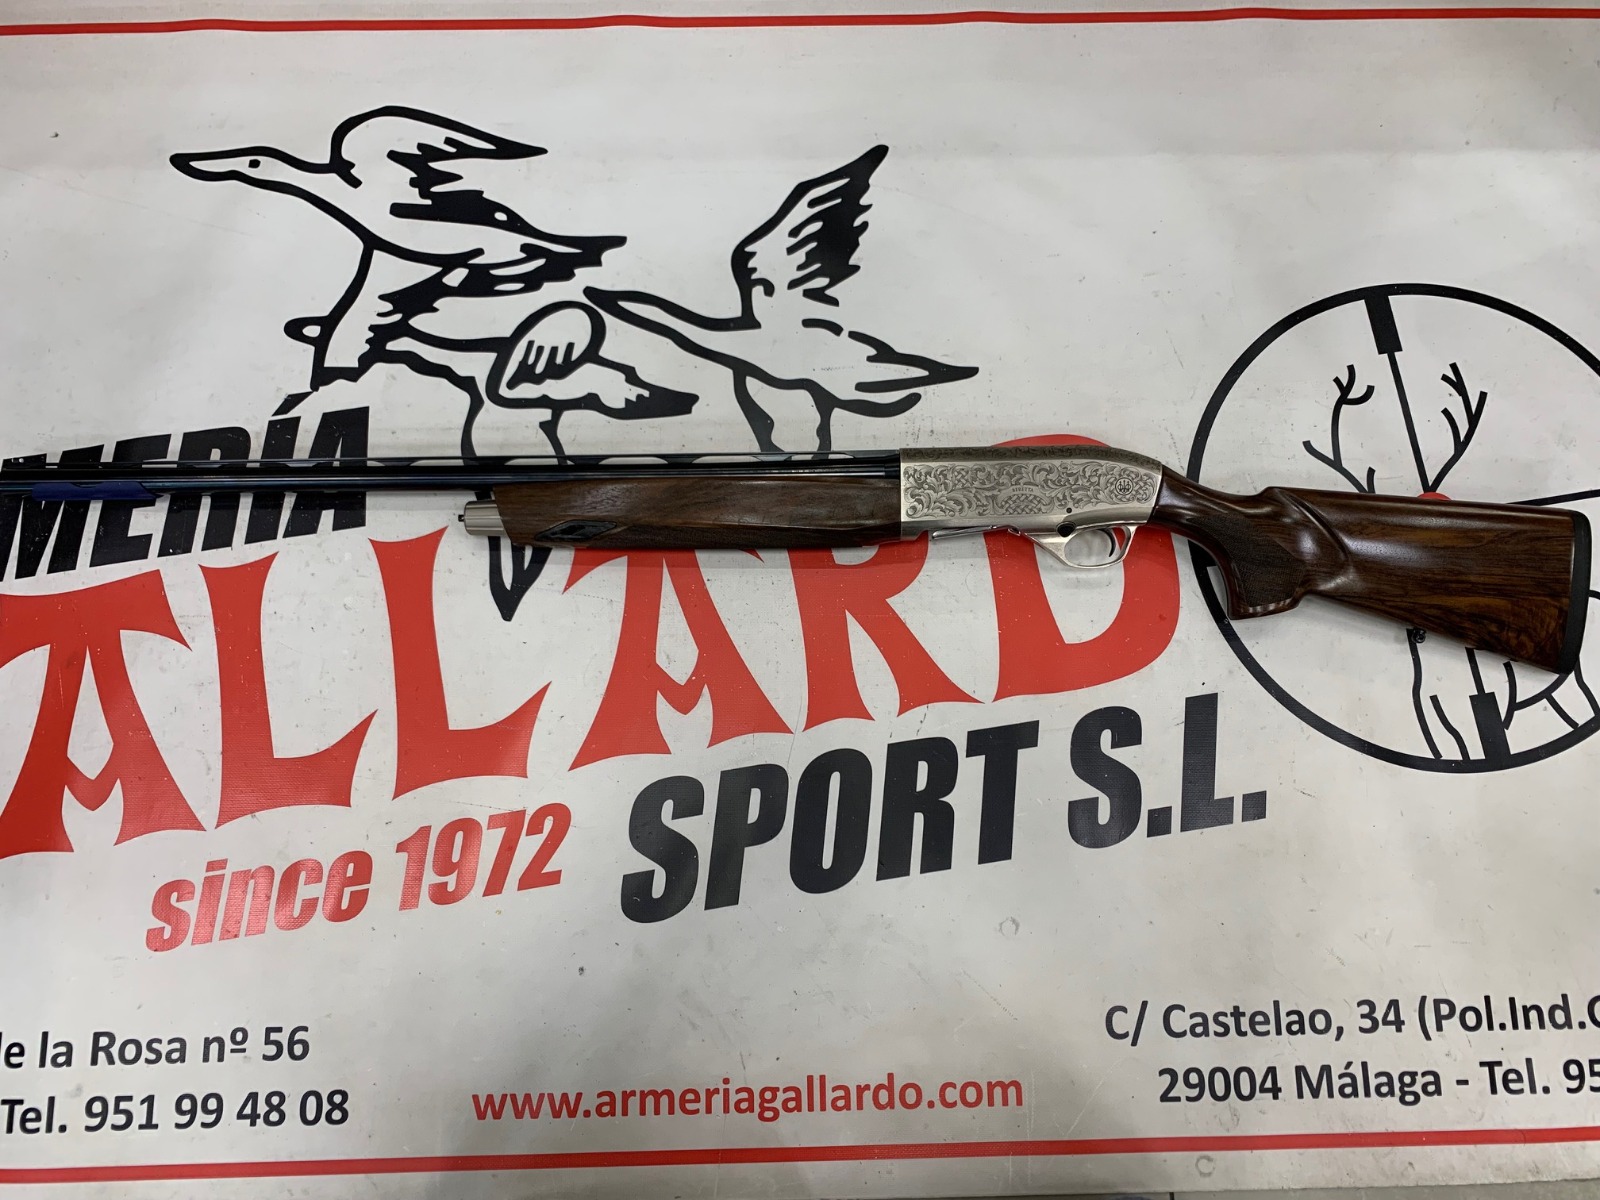 MERÍA
ALLARD
since 1972
SPORT S.L.
de la Rosa nº 56
Tel. 951 99 48 08
www.armeriagallardo.com
C/ Castelao, 34 (Pol.Ind.G
29004 Málaga - Tel. 95